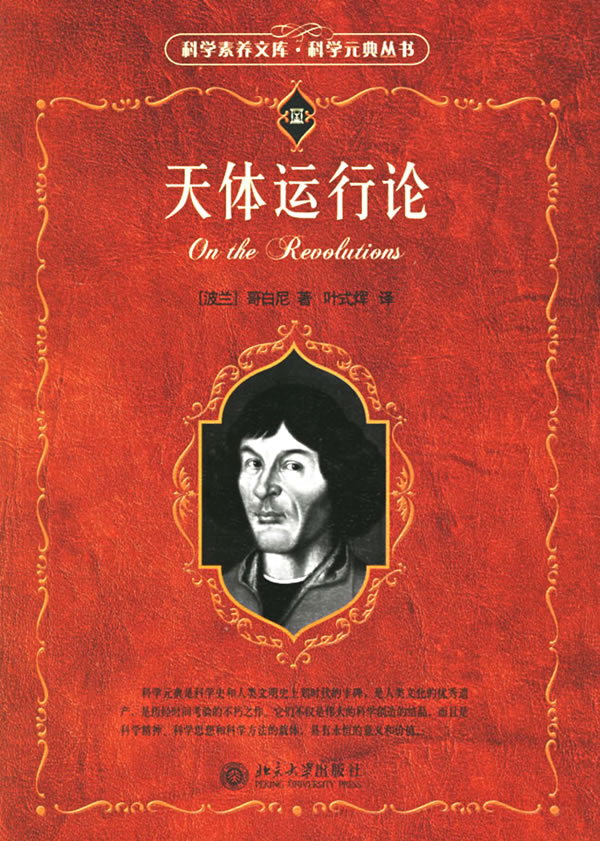 科学素养文库·科学元典丛书
天体运行论
On the Revolutions
[波兰] 哥白尼 著 叶式辉 译
科学元典是科学史和人类文明史上划时代的丰碑，是人类文化的优秀遗
产，是历经时间考验的不朽之作。它们不仅是伟大的科学创造的结晶，而且是
科学精神、科学思想和科学方法的载体，具有永恒的意义和价值。
北京大学出版社
PEKING UNIVERSITY PRESS